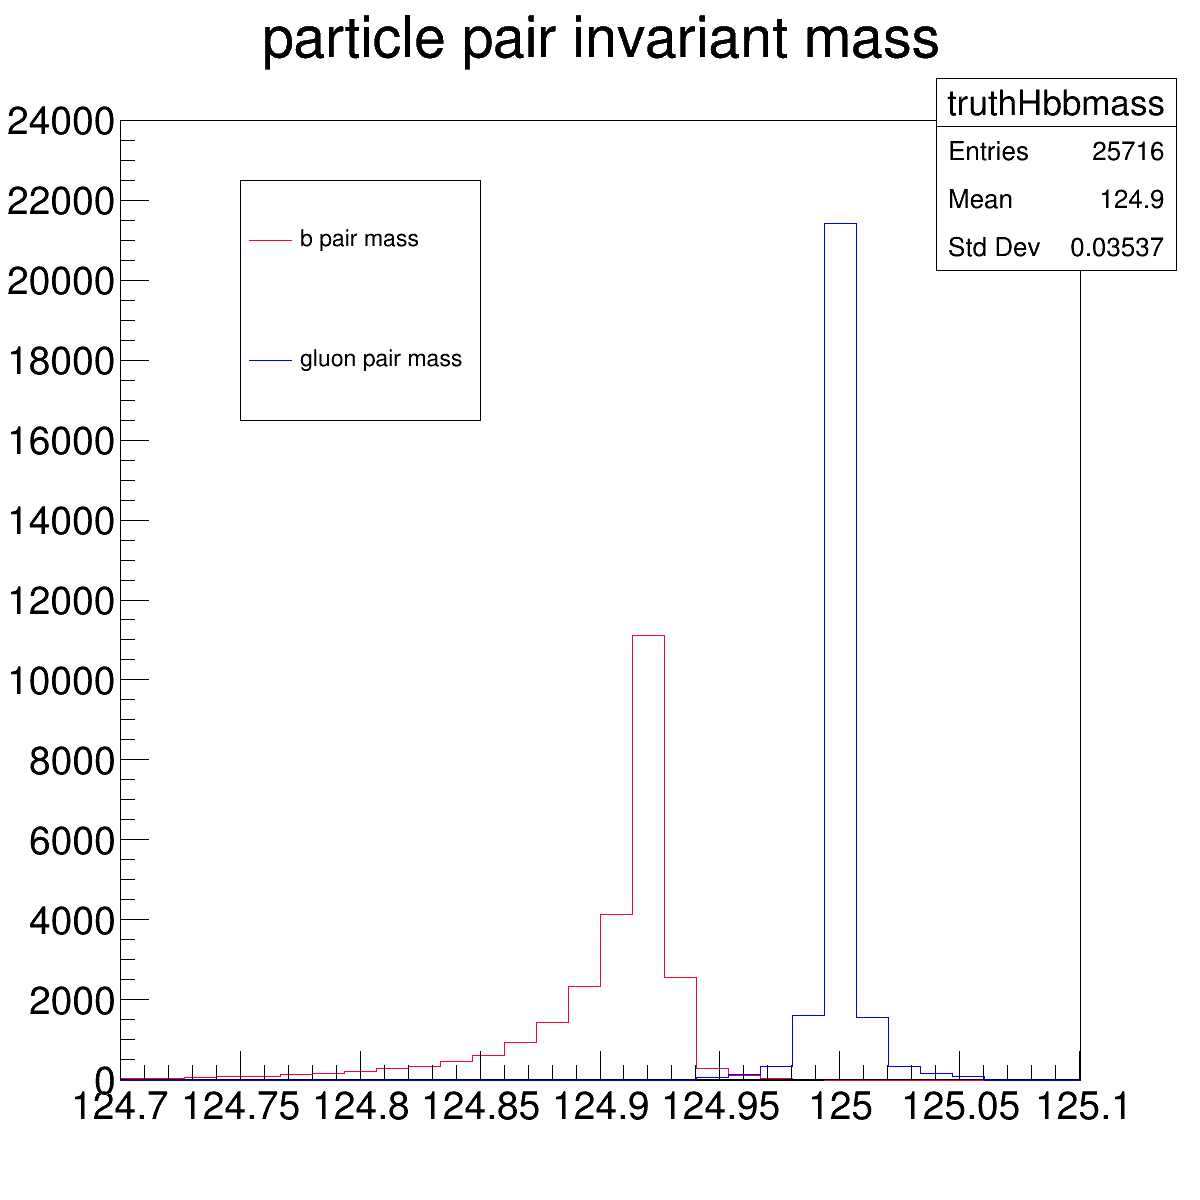 particle pair invariant mass
truthHbbmass
Entries 25716
Mean 124.9
Std Dev 0.03537
b pair mass
gluon pair mass
24000
22000
20000
18000
16000
14000
12000
10000
8000
6000
4000
2000
0
124.7 124.75 124.8 124.85 124.9 124.95 125 125.05 125.1